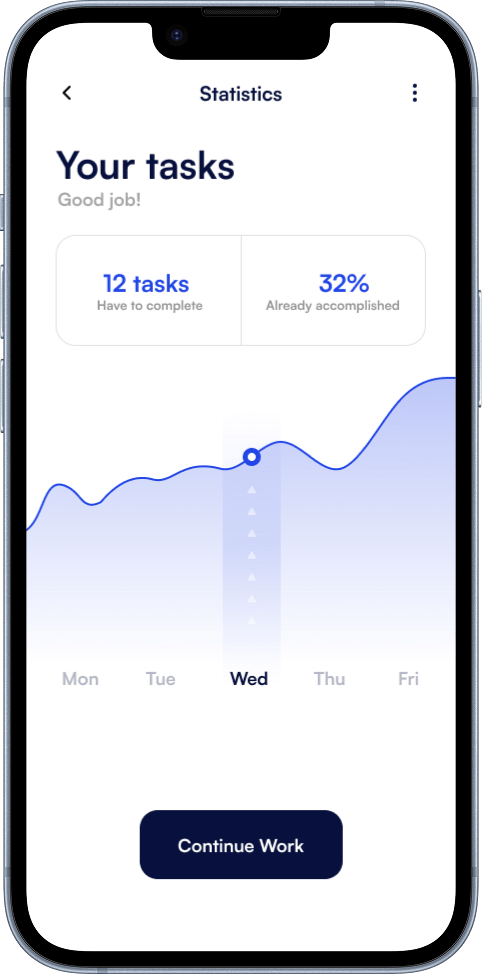 Statistics
Your tasks
Good job!
12 tasks
Have to complete
32%
Already accomplished
Mon Tue Wed Thu Fri
Continue Work